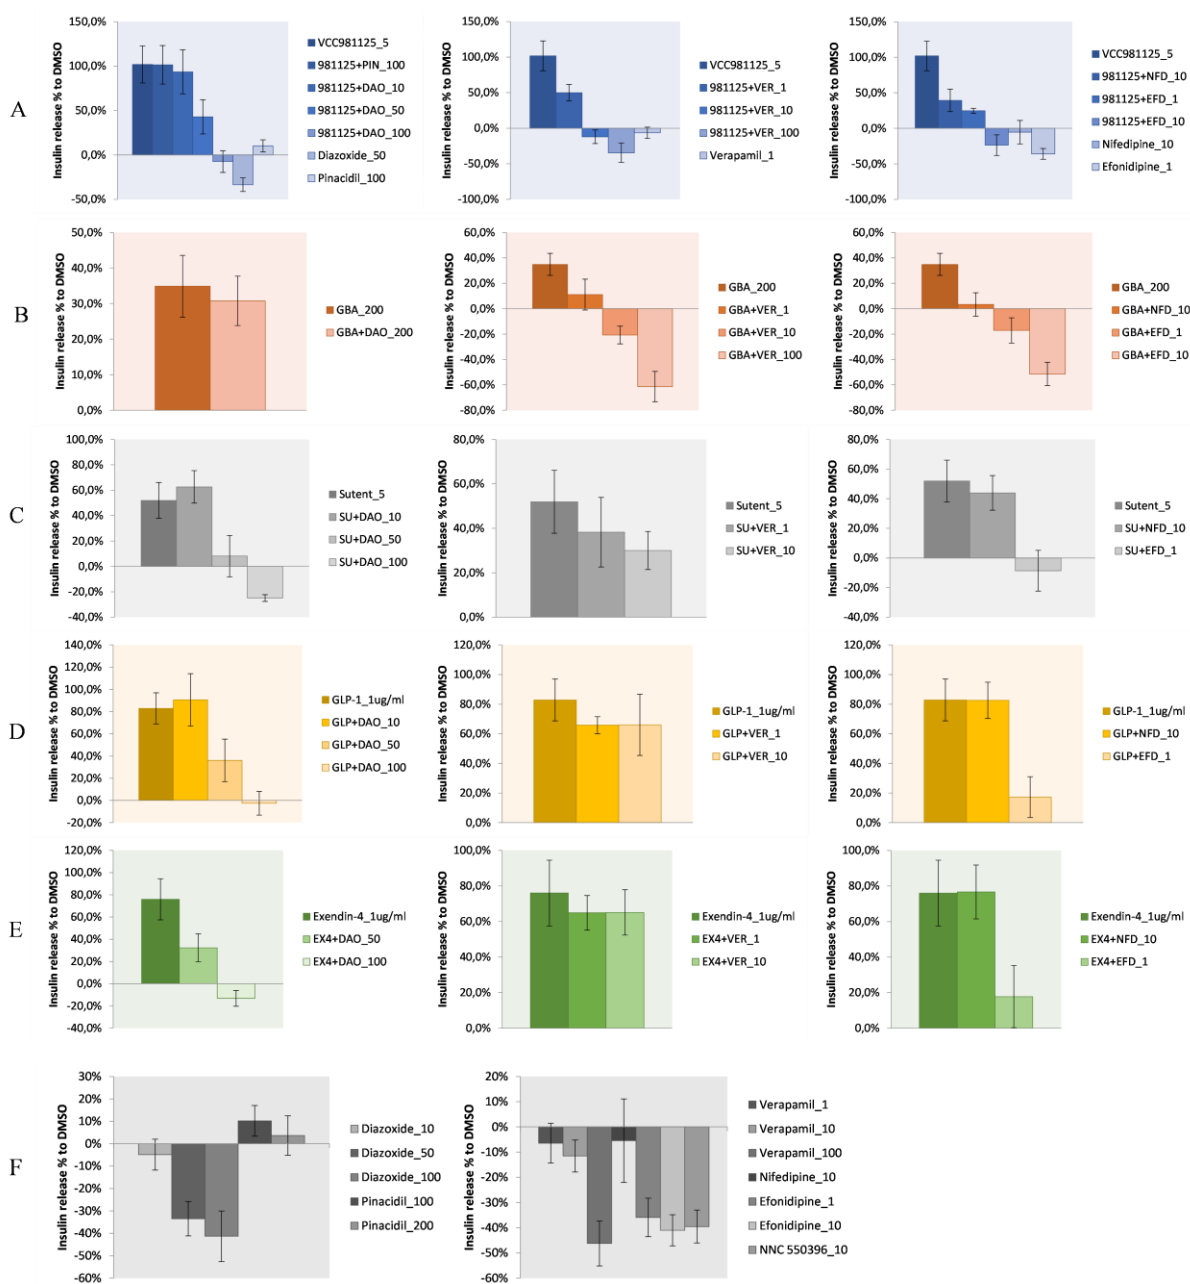 A
Insulin release % to DMSO
150,0%
100,0%
50,0%
0,0%
-50,0%
VCC981125_5
981125+PIN_100
981125+DAO_10
981125+DAO_50
981125+DAO_100
Diazoxide_50
Pinacidil_100
Insulin release % to DMSO
150,0%
100,0%
50,0%
0,0%
-50,0%
-100,0%
VCC981125_5
981125+VER_1
981125+VER_10
981125+VER_100
Verapamil_1
Insulin release % to DMSO
150,0%
100,0%
50,0%
0,0%
-50,0%
-100,0%
VCC981125_5
981125+NFD_10
981125+EFD_1
981125+EFD_10
Nifedipine_10
Efonidipine_1
B
Insulin release % to DMSO
50,0%
40,0%
30,0%
20,0%
10,0%
0,0%
GBA_200
GBA+DAO_200
Insulin release % to DMSO
60,0%
40,0%
20,0%
0,0%
-20,0%
-40,0%
-60,0%
-80,0%
GBA_200
GBA+VER_1
GBA+VER_10
GBA+VER_100
Insulin release % to DMSO
60,0%
40,0%
20,0%
0,0%
-20,0%
-40,0%
-60,0%
-80,0%
GBA_200
GBA+NFD_10
GBA+EFD_1
GBA+EFD_10
C
Insulin release % to DMSO
100,0%
80,0%
60,0%
40,0%
20,0%
0,0%
-20,0%
-40,0%
Sutent_5
SU+DAO_10
SU+DAO_50
SU+DAO_100
Insulin release % to DMSO
80,0%
60,0%
40,0%
20,0%
0,0%
Sutent_5
SU+VER_1
SU+VER_10
Insulin release % to DMSO
80,0%
60,0%
40,0%
20,0%
0,0%
-20,0%
-40,0%
Sutent_5
SU+NFD_10
SU+EFD_1
D
Insulin release % to DMSO
140,0%
120,0%
100,0%
80,0%
60,0%
40,0%
20,0%
0,0%
-20,0%
GLP-1_1ug/ml
GLP+DAO_10
GLP+DAO_50
GLP+DAO_100
Insulin release % to DMSO
120,0%
100,0%
80,0%
60,0%
40,0%
20,0%
0,0%
GLP-1_1ug/ml
GLP+VER_1
GLP+VER_10
Insulin release % to DMSO
120,0%
100,0%
80,0%
60,0%
40,0%
20,0%
0,0%
GLP-1_1ug/ml
GLP+NFD_10
GLP+EFD_1
E
Insulin release % to DMSO
120,0%
100,0%
80,0%
60,0%
40,0%
20,0%
0,0%
-20,0%
-40,0%
Exendin-4_1ug/ml
EX4+DAO_50
EX4+DAO_100
Insulin release % to DMSO
100,0%
80,0%
60,0%
40,0%
20,0%
0,0%
Exendin-4_1ug/ml
EX4+VER_1
EX4+VER_10
Insulin release % to DMSO
100,0%
80,0%
60,0%
40,0%
20,0%
0,0%
Exendin-4_1ug/ml
EX4+NFD_10
EX4+EFD_1
F
Insulin release % to DMSO
30%
20%
10%
0%
-10%
-20%
-30%
-40%
-50%
-60%
Diazoxide_10
Diazoxide_50
Diazoxide_100
Pinacidil_100
Pinacidil_200
Insulin release % to DMSO
20%
10%
0%
-10%
-20%
-30%
-40%
-50%
-60%
Verapamil_1
Verapamil_10
Verapamil_100
Nifedipine_10
Efonidipine_1
Efonidipine_10
NNC 550396_10